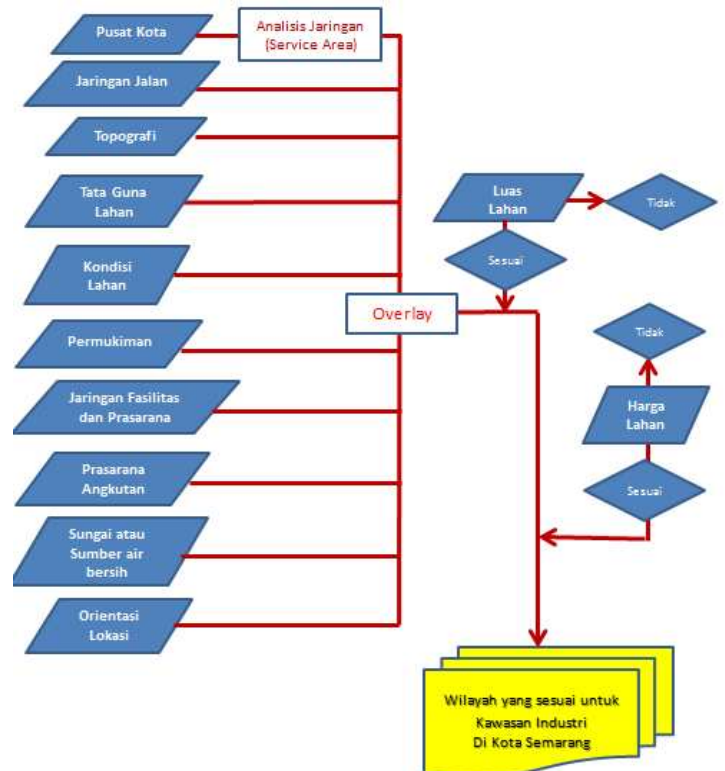 Pusat Kota
Analisis Jaringan
(Service Area)
Jaringan Jalan
Topografi
Tata Guna
Lahan
Kondisi
Lahan
Permukiman
Jaringan Fasilitas
dan Prasarana
Prasarana
Angkutan
Sungai atau
Sumber air
bersih
Orientasi
Lokasi
Overlay
Luas
Lahan
Tidak
Sesuai
Tidak
Harga
Lahan
Sesuai
Wilayah yang sesuai untuk
Kawasan Industri
Di Kota Semarang